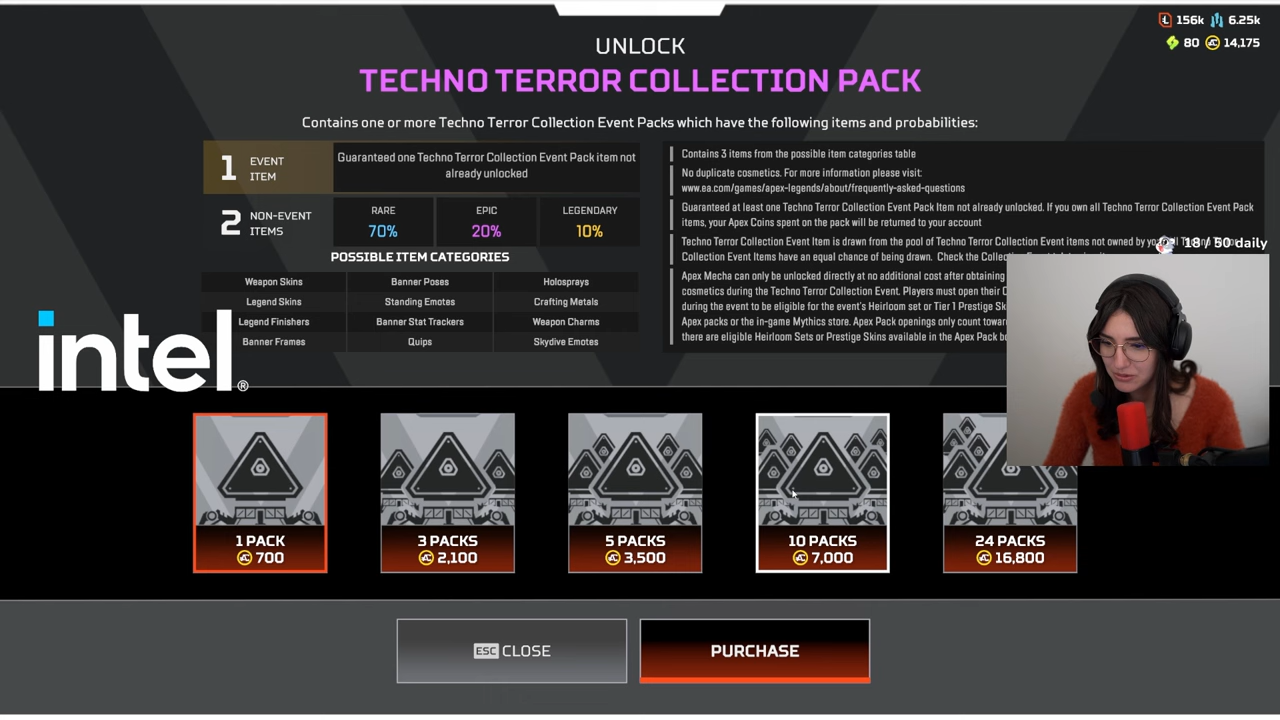 156k 6.25k
80 14,175
UNLOCK
TECHNO TERROR COLLECTION PACK
Contains one or more Techno Terror Collection Event Packs which have the following items and probabilities:
1 EVENT ITEM
Guaranteed one Techno Terror Collection Event Pack item not
already unlocked
2 NON-EVENT ITEMS
RARE EPIC LEGENDARY
70% 20% 10%
POSSIBLE ITEM CATEGORIES
Weapon Skins Banner Poses Holosprays
Legend Skins Standing Emotes Crafting Metals
Legend Finishers Banner Stat Trackers Weapon Charms
Banner Frames Quips Skydive Emotes
Contains 3 items from the possible item categories table
No duplicate cosmetics. For more information please visit:
www.ea.com/games/apex-legends/about/frequently-asked-questions
Guaranteed at least one Techno Terror Collection Event Pack Item not already unlocked. If you own all Techno Terror Collection Event Pack
items, your Apex Coins spent on the pack will be returned to your account
Techno Terror Collection Event Item is drawn from the pool of Techno Terror Collection Event items not owned by
Collection Event Items have an equal chance of being drawn. Check the
Apex Mecha can only be unlocked directly at no additional cost after obtaining
cosmetics during the Techno Terror Collection Event. Players must open their
during the event to be eligible for the event's Heirloom set or Tier 1 Prestige
Apex packs or the in-game Mythics store. Apex Pack openings only count
there are eligible Heirloom Sets or Prestige Skins available in the Apex Pack
18 / 50 daily
intel®
1 PACK
700
3 PACKS
2,100
5 PACKS
3,500
10 PACKS
7,000
24 PACKS
16,800
ESC CLOSE
PURCHASE